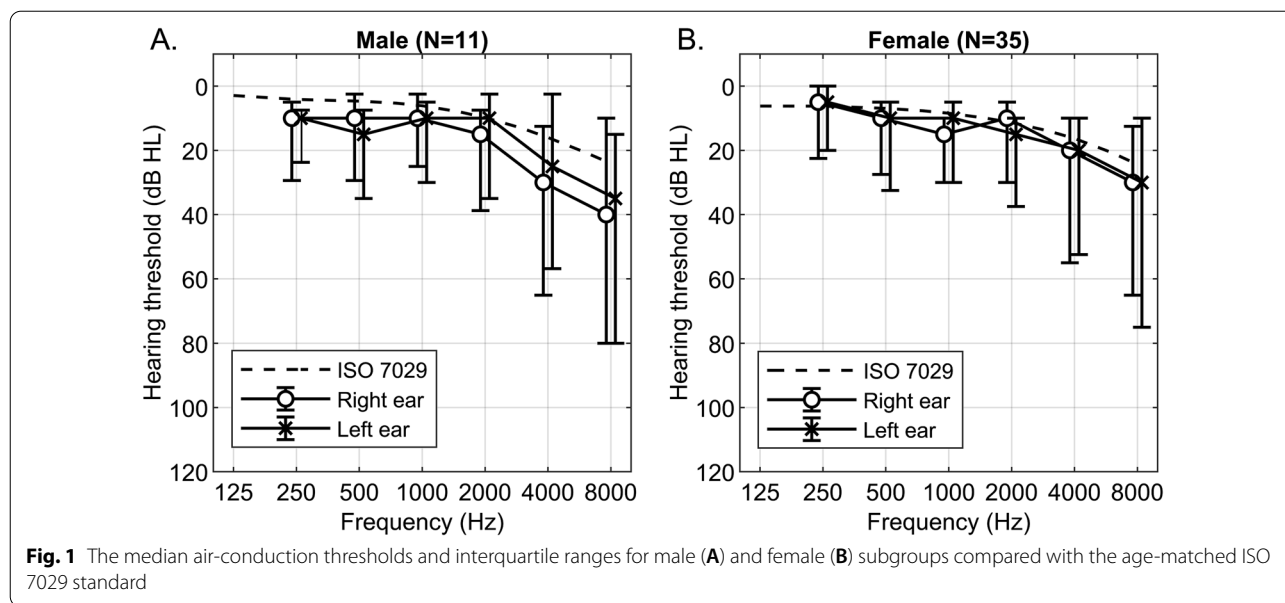 A.
Male (N=11)
0
20
40
60
80
100
120
Hearing threshold (dB HL)
ISO 7029
Right ear
Left ear
125 250 500 1000 2000 4000 8000
Frequency (Hz)
B.
Female (N=35)
0
20
40
60
80
100
120
Hearing threshold (dB HL)
ISO 7029
Right ear
Left ear
125 250 500 1000 2000 4000 8000
Frequency (Hz)
Fig. 1 The median air-conduction thresholds and interquartile ranges for male (A) and female (B) subgroups compared with the age-matched ISO
7029 standard